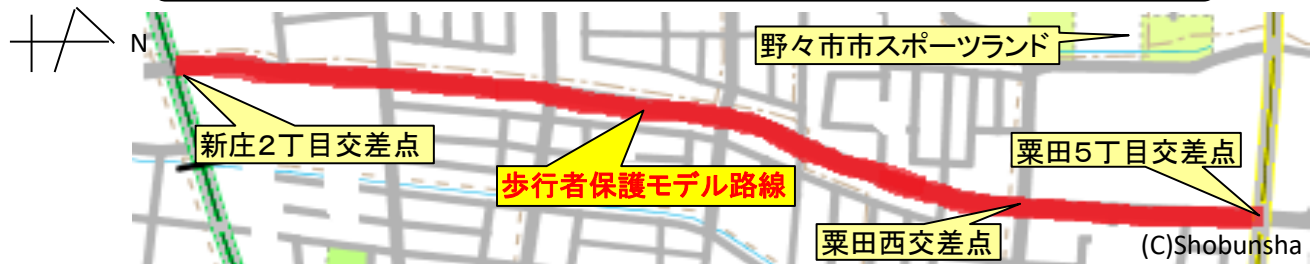 N
野々市市スポーツランド
新庄2丁目交差点
歩行者保護モデル路線
粟田5丁目交差点
粟田西交差点
(C)Shobunsha